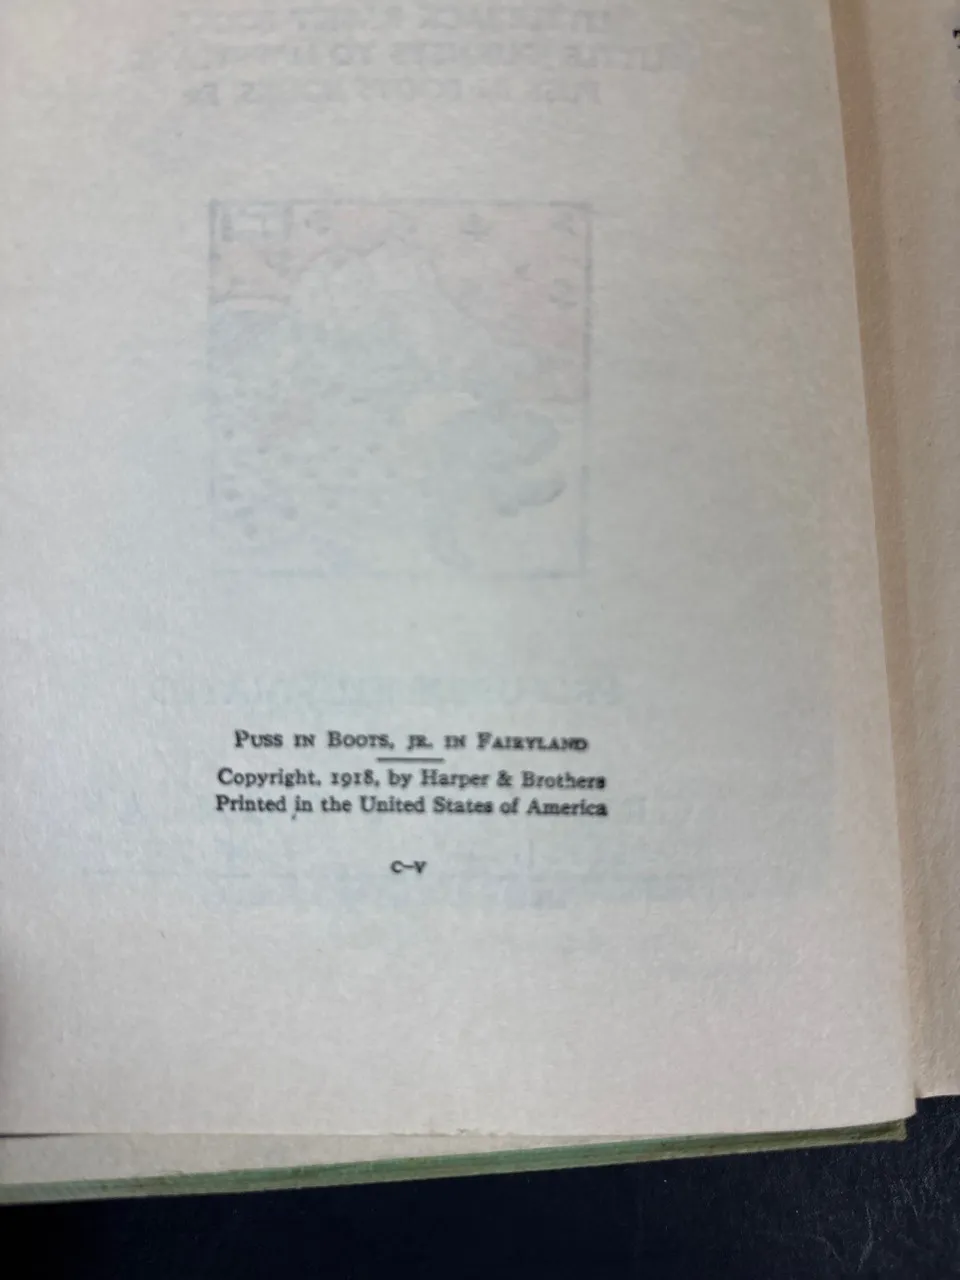 PUSS IN BOOTS, JR. IN FAIRYLAND
Copyright, 1918, by Harper & Brothers
Printed in the United States of America
C–V